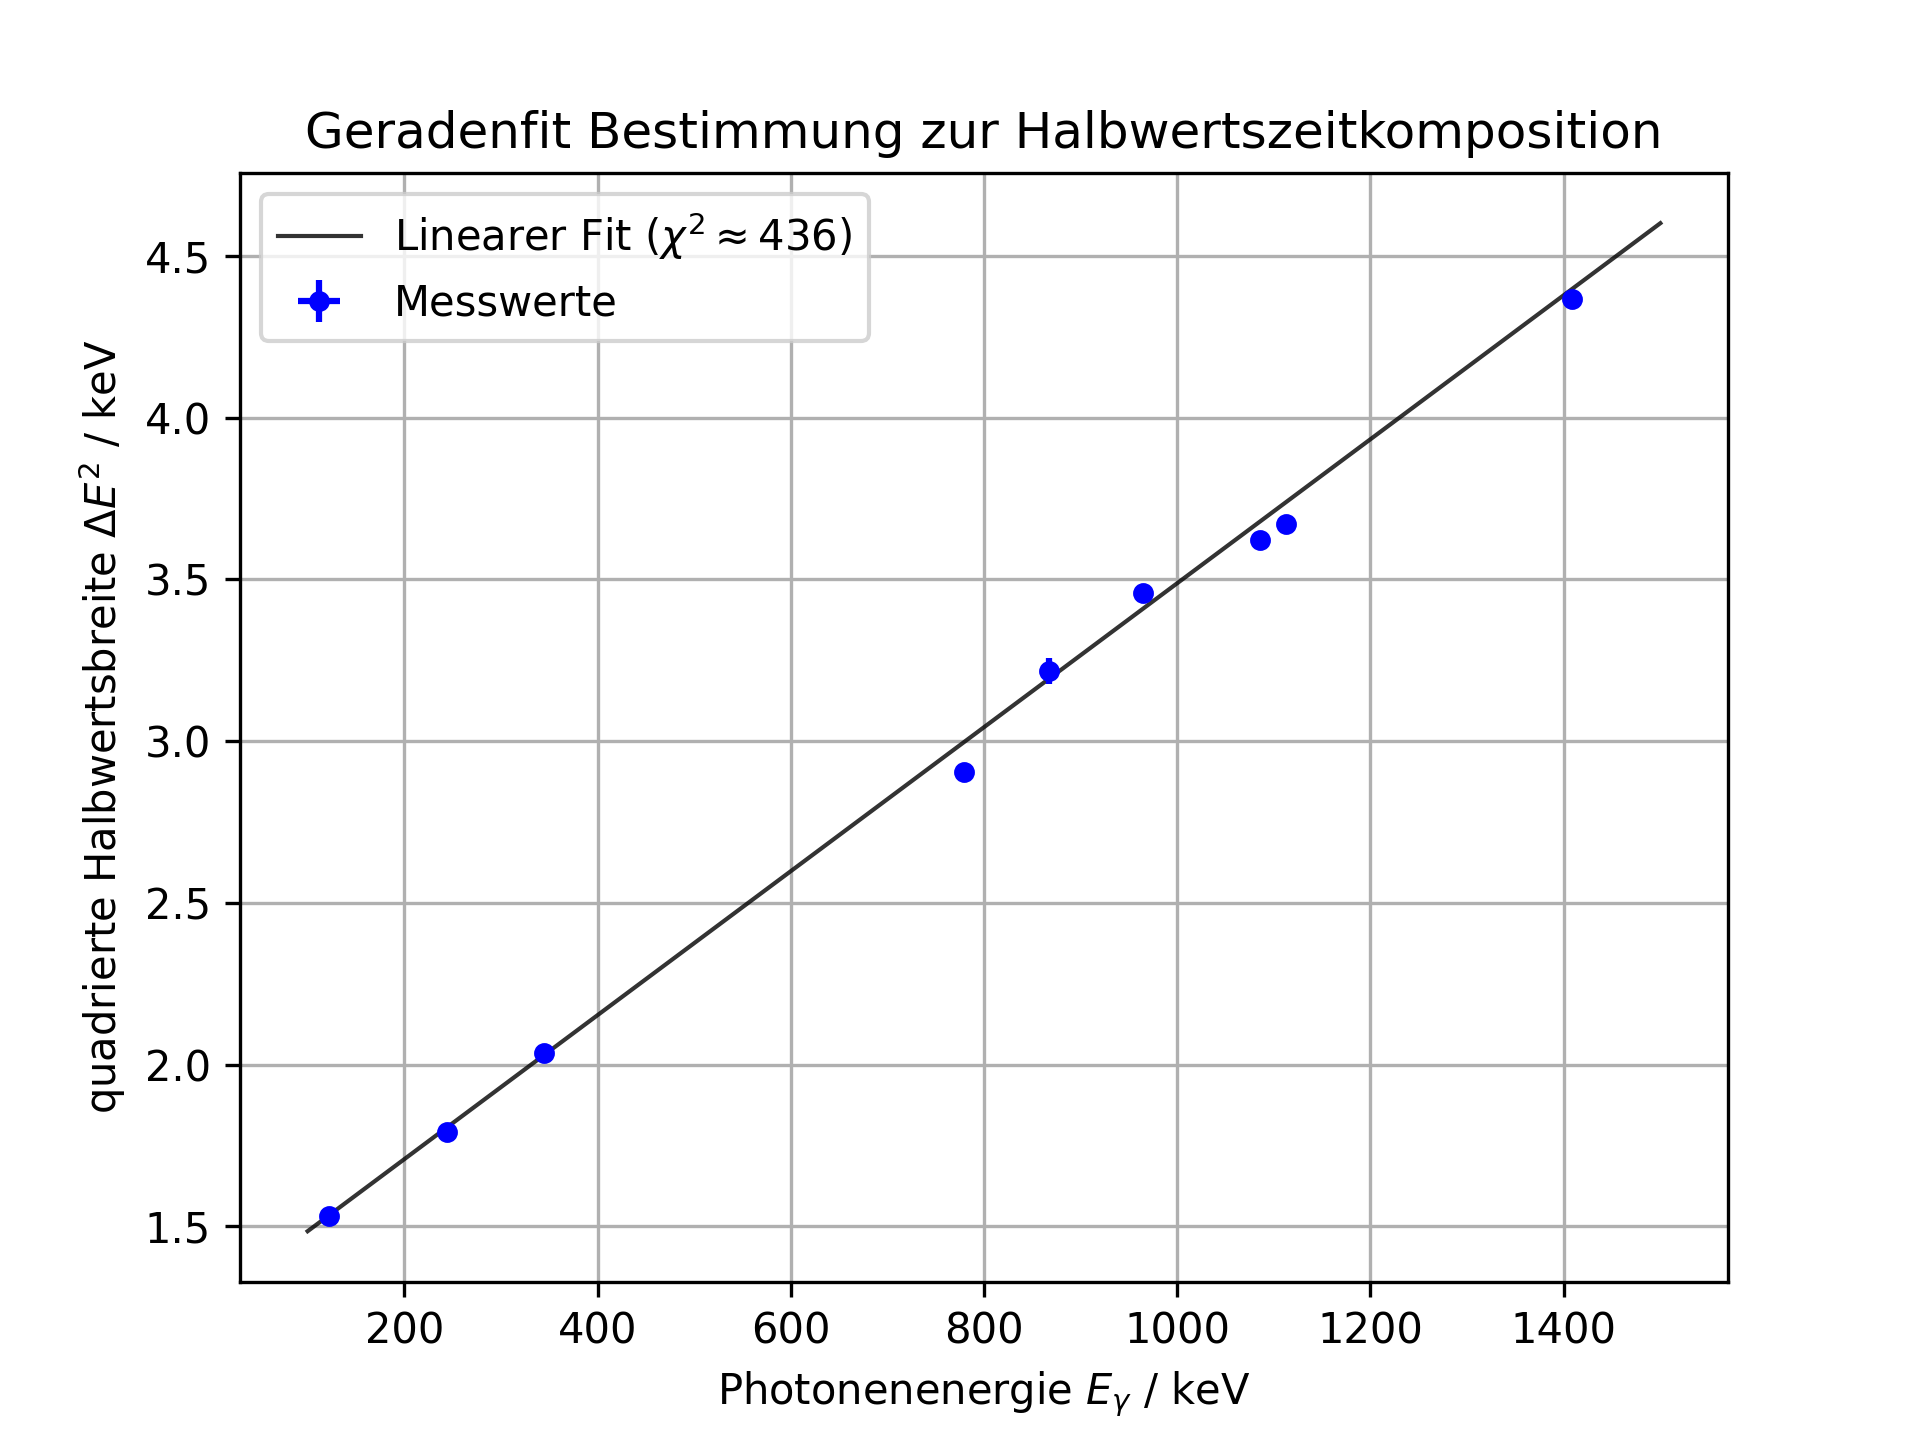 Geradenfit Bestimmung zur Halbwertszeitkomposition
Linearer Fit (χ² ≈ 436)
Messwerte
quadrierte Halbwertsbreite ΔE² / keV
4.5
4.0
3.5
3.0
2.5
2.0
1.5
200 400 600 800 1000 1200 1400
Photonenenergie Eᵧ / keV